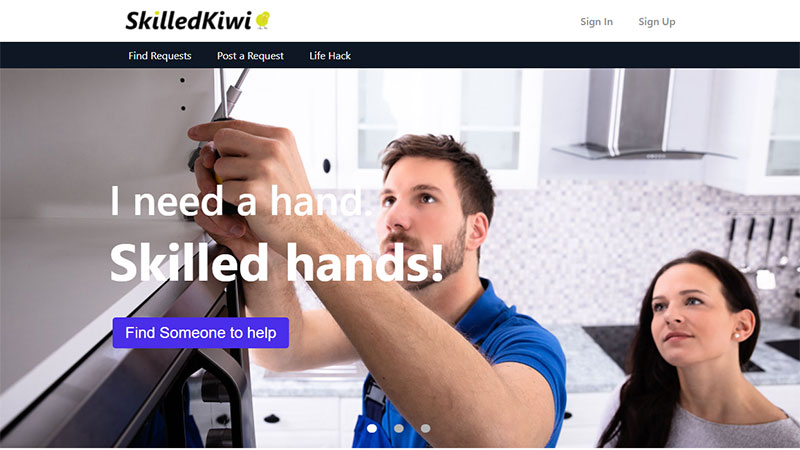 SkilledKiwi
Sign In Sign Up
Find Requests Post a Request Life Hack
I need a hand.
Skilled hands!
Find Someone to help